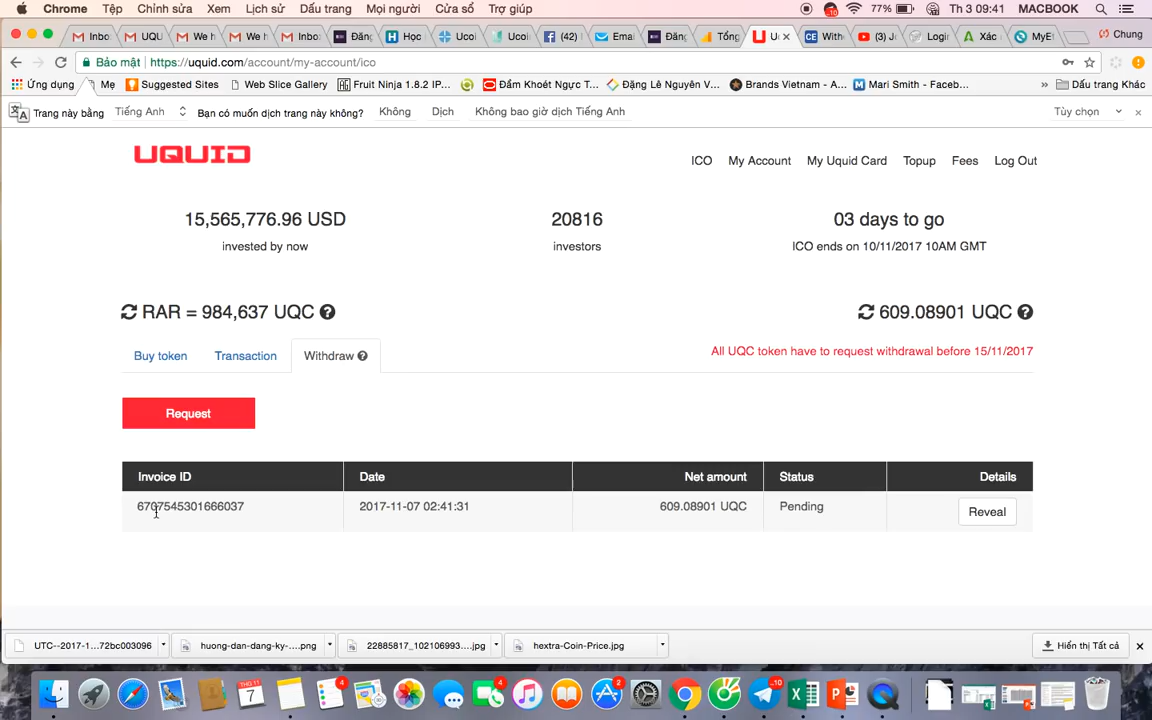 Chrome Tệp Chỉnh sửa Xem Lịch sử Dấu trang Mọi người Cửa sổ Trợ giúp 77% Th 3 09:41 MACBOOK
Inbo UQU We h We h Inbo Đăng Học Ucoi Ucoi (42) Emai Đăng Tổng With (3) Logi Xác MyEt Chung
Bảo mật https://uquid.com/account/my-account/ico
Ứng dụng Mẹ Suggested Sites Web Slice Gallery Fruit Ninja 1.8.2 IP... Đấm Khoét Ngực T... Đặng Lê Nguyên V... Brands Vietnam - A... Mari Smith - Faceb... » Dấu trang Khác
Trang này bằng Tiếng Anh Bạn có muốn dịch trang này không? Không Dịch Không bao giờ dịch Tiếng Anh Tùy chọn
UQUID ICO My Account My Uquid Card Topup Fees Log Out
15,565,776.96 USD 20816 03 days to go
invested by now investors ICO ends on 10/11/2017 10AM GMT
RAR = 984,637 UQC 609.08901 UQC
Buy token Transaction Withdraw All UQC token have to request withdrawal before 15/11/2017
Request
Invoice ID Date Net amount Status Details
6707545301666037 2017-11-07 02:41:31 609.08901 UQC Pending Reveal
UTC--2017-1...72bc003096 huong-dan-dang-ky-....png 22885817_102106993....jpg hextra-Coin-Price.jpg Hiển thị Tất cả